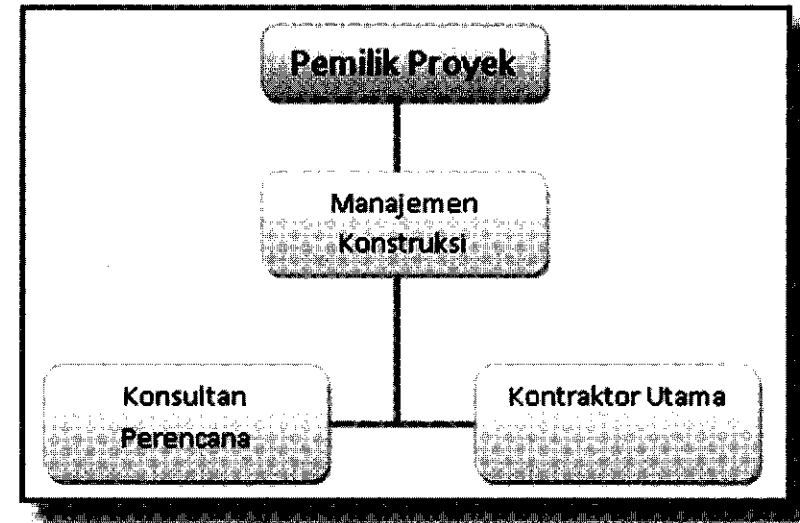 Pemilik Proyek
Manajemen
Konstruksi
Konsultan
Perencana
Kontraktor Utama